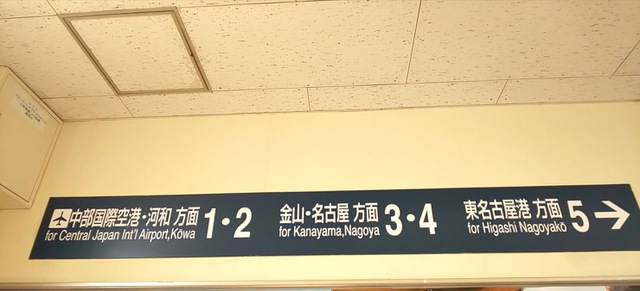 中部国際空港・河和 方面 1・2
for Central Japan Int'l Airport,Kōwa
金山・名古屋 方面 3・4
for Kanayama,Nagoya
東名古屋港 方面 5
for Higashi Nagoyakō